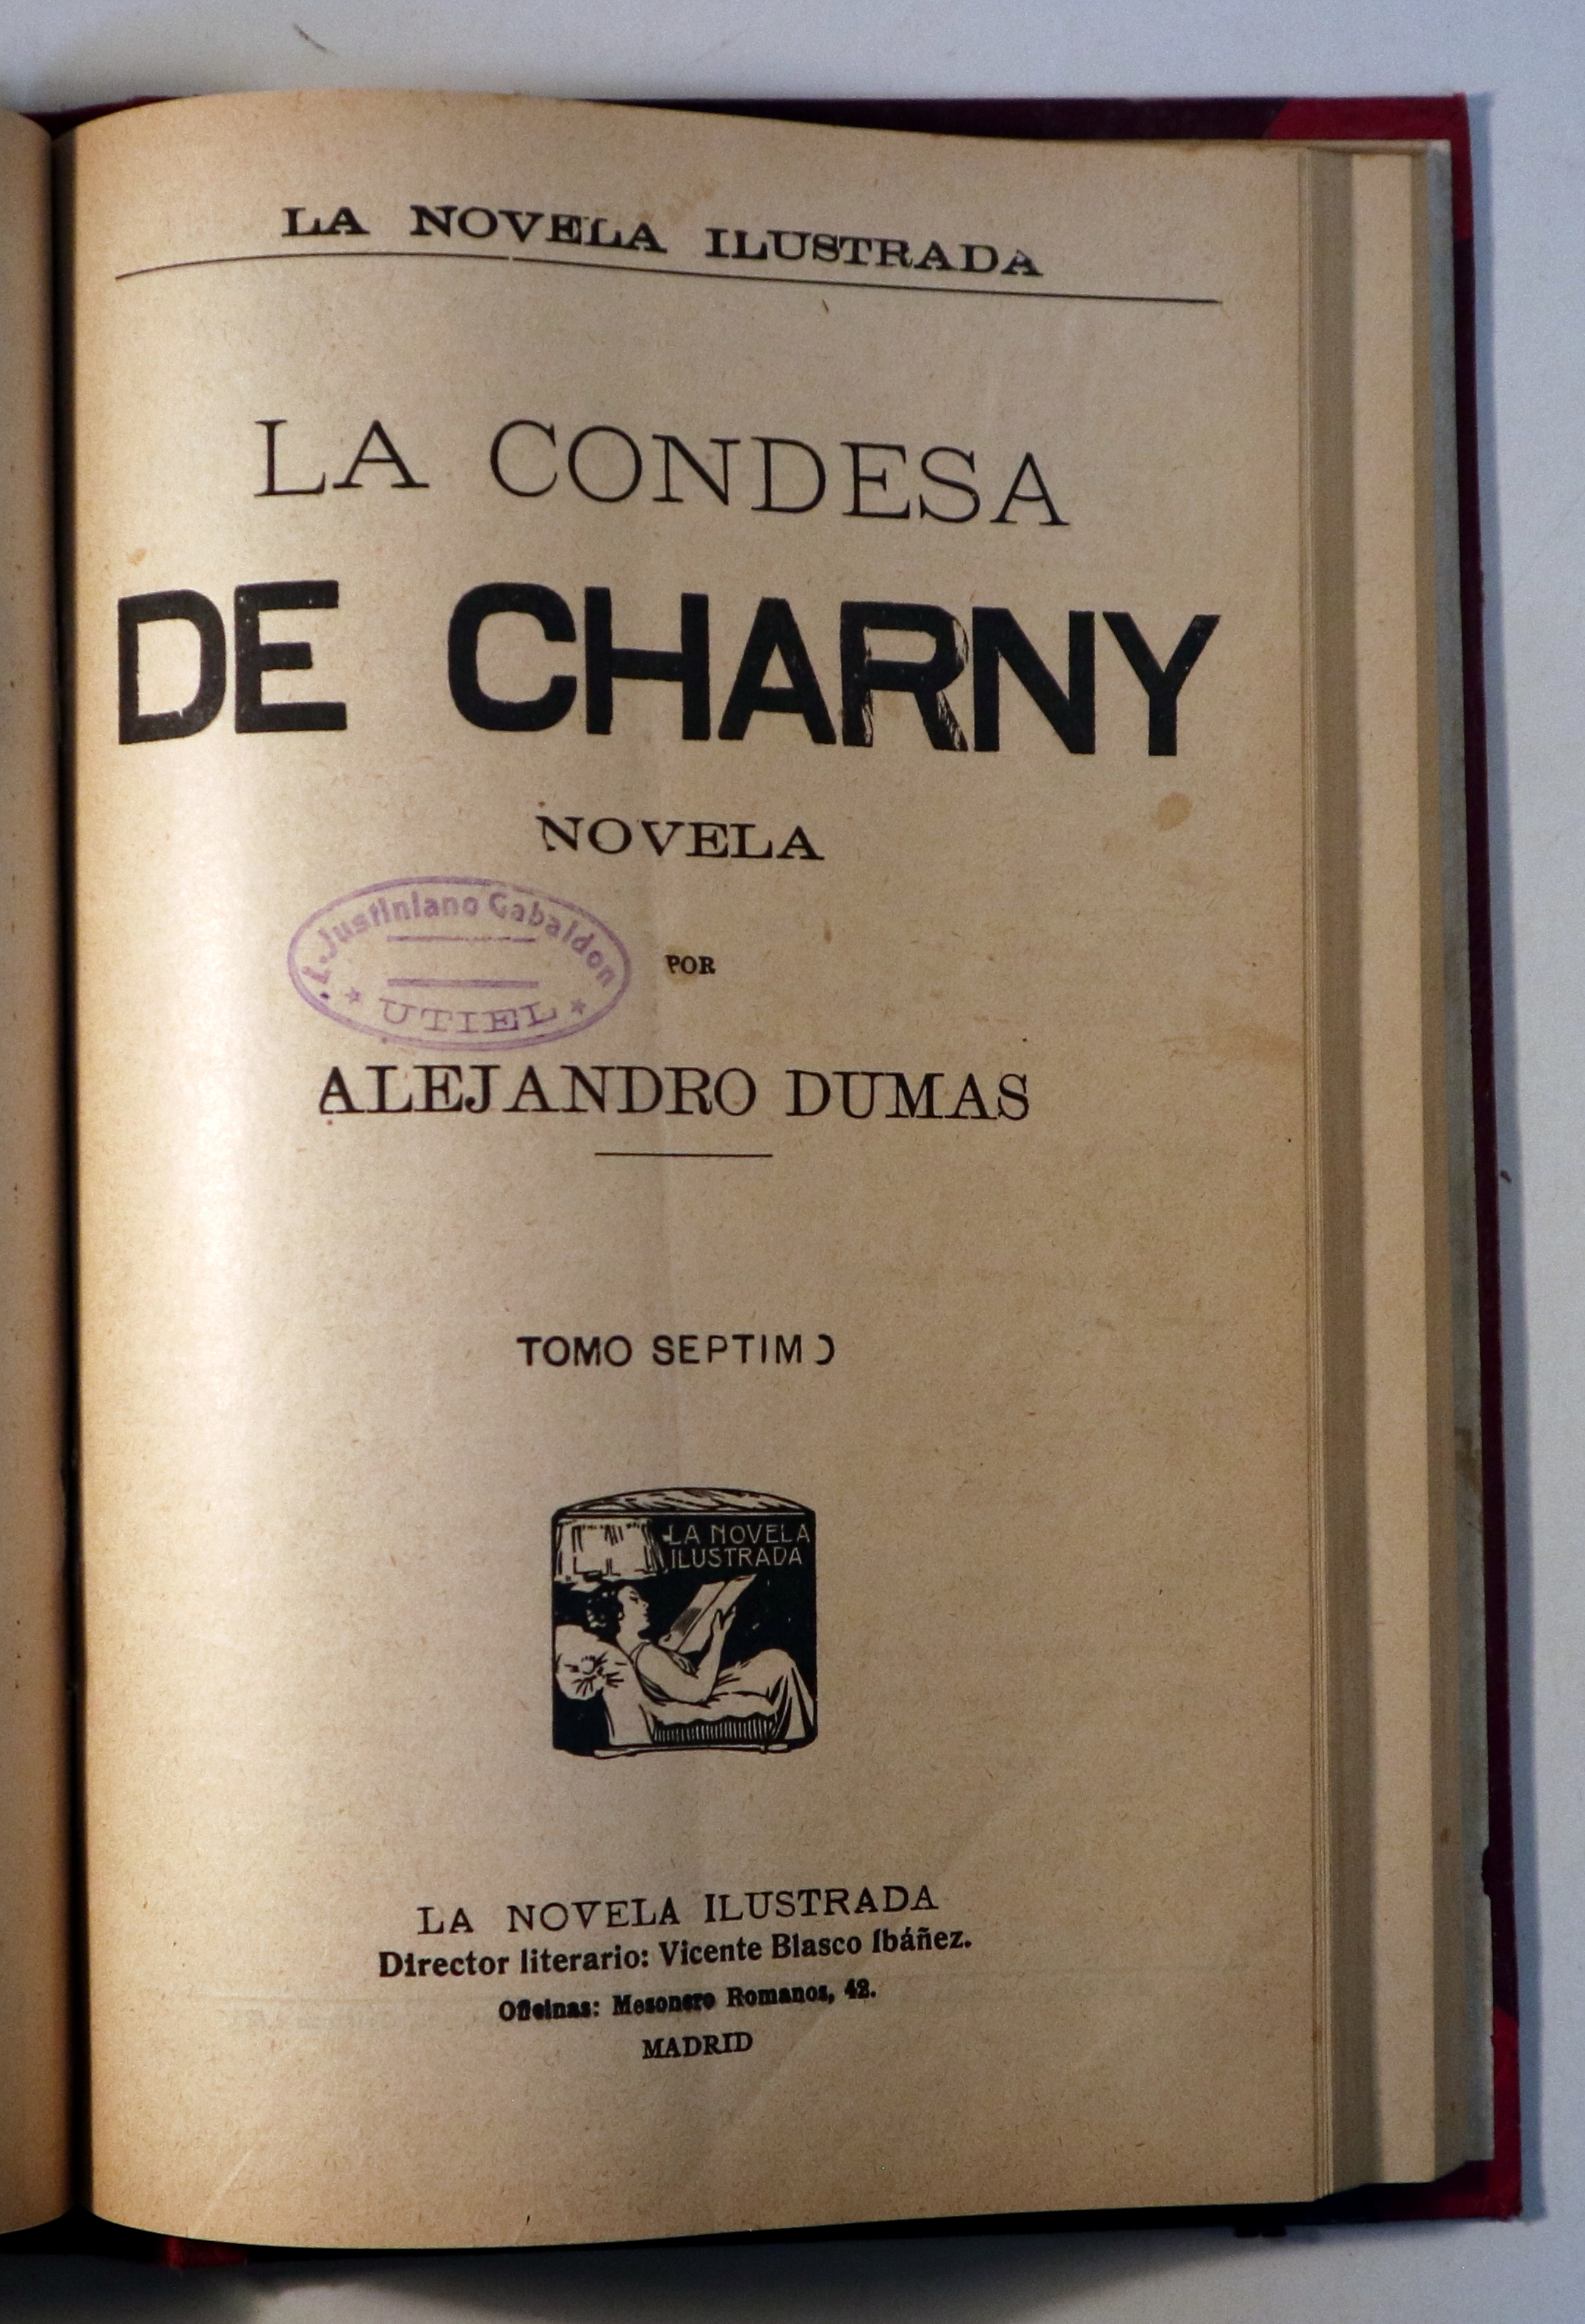 LA NOVELA ILUSTRADA
LA CONDESA
DE CHARNY
NOVELA
J. Justiniano Gabaldon
UTIEL
POR
ALEJANDRO DUMAS
TOMO SEPTIMO
LA NOVELA
ILUSTRADA
LA NOVELA ILUSTRADA
Director literario: Vicente Blasco Ibáñez.
Oficinas: Mesonero Romanos, 42.
MADRID